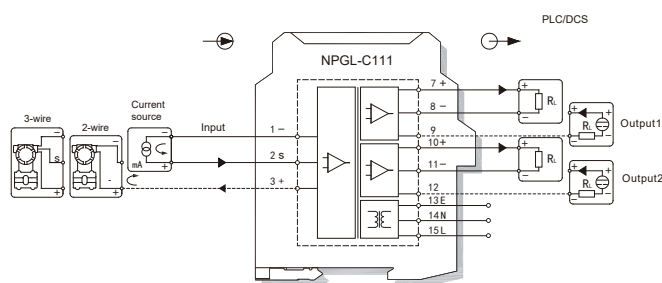 PLC/DCS
NPGL-C111
3-wire
2-wire
Current
source
Input
mA
S
1 −
2 S
3 +
7 +
8 −
9
10+
11−
12
13 E
14 N
15 L
RL
RL
RL
RL
Output1
Output2